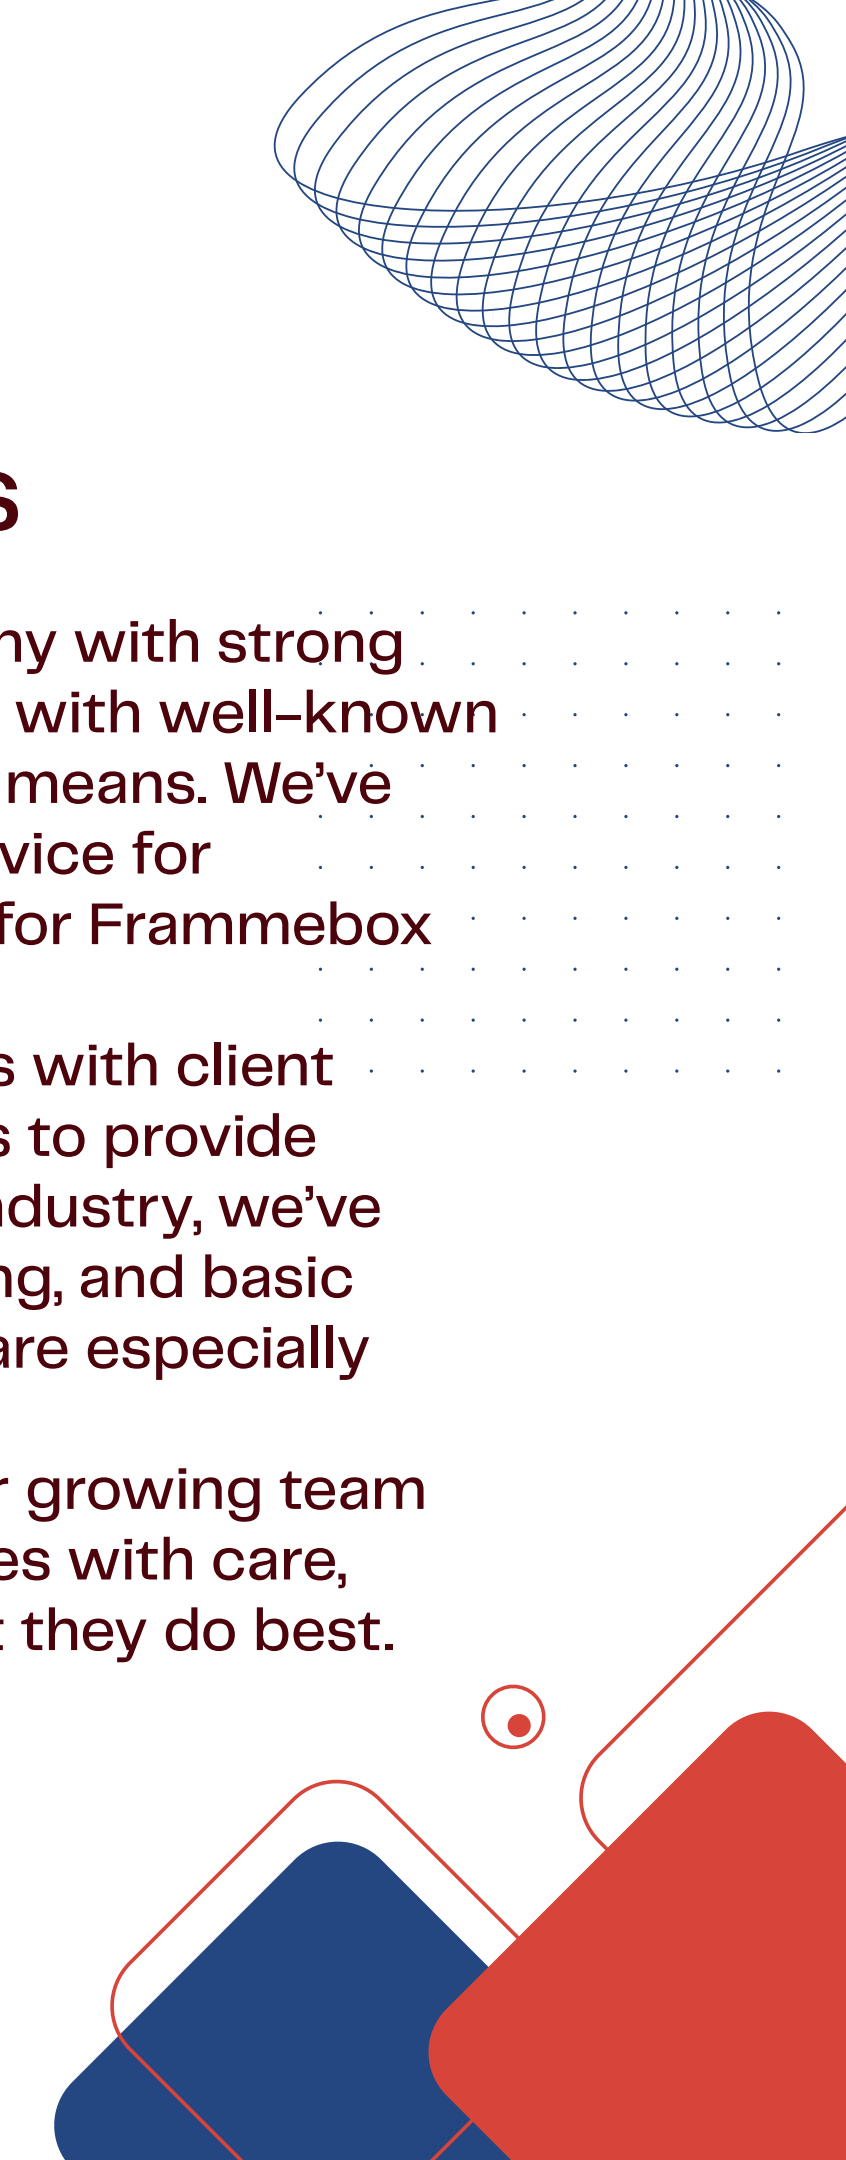 s
ny with strong
with well-known
means. We've
vice for
for Frammebox
s with client
s to provide
ndustry, we've
ng, and basic
are especially
r growing team
es with care,
t they do best.